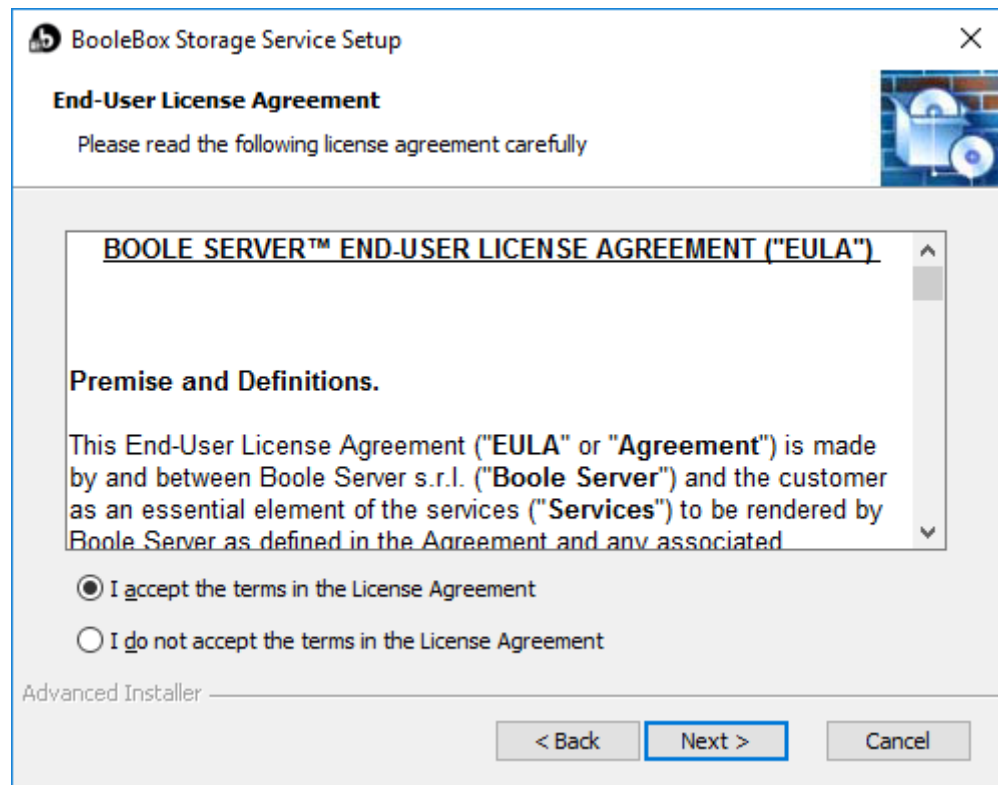 BooleBox Storage Service Setup
End-User License Agreement
Please read the following license agreement carefully
BOOLE SERVER™ END-USER LICENSE AGREEMENT ("EULA")
Premise and Definitions.
This End-User License Agreement ("EULA" or "Agreement") is made
by and between Boole Server s.r.l. ("Boole Server") and the customer
as an essential element of the services ("Services") to be rendered by
Boole Server as defined in the Agreement and any associated
I accept the terms in the License Agreement
I do not accept the terms in the License Agreement
Advanced Installer
< Back
Next >
Cancel